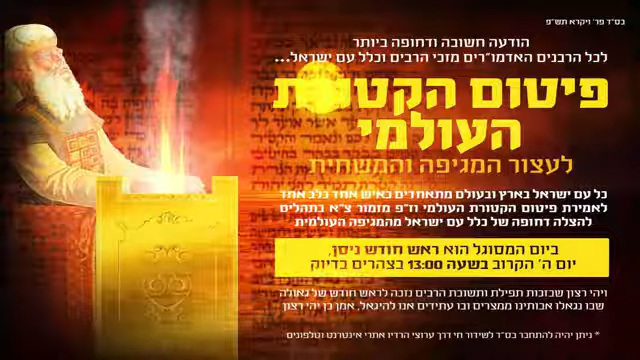 בס"ד פר' ויקרא תש"פ
הודעה חשובה ודחופה ביותר
לכל הרבנים האדמו"רים מזכי הרבים וכלל עם ישראל...
פיטום הקטורת
העולמי
לעצור המגיפה והמשחית
כל עם ישראל בארץ ובעולם מתאחדים כאיש אחד בלב אחד
לאמירת פיטום הקטורת העולמי וז"פ מזמור צ"א בתהלים
להצלה דחופה של כלל עם ישראל מהמגיפה העולמית
ביום המסוגל הוא ראש חודש ניסן,
יום ה' הקרוב בשעה 13:00 בצהרים בדיוק
ויהי רצון שבזכות תפילת ותשובת הרבים נזכה לראש חודש של גאולה
שבו נגאלו אבותינו ממצרים ובו עתידים אנו להיגאל, אמן כן יהי רצון
* ניתן יהיה להתחבר בס"ד לשידור חי דרך ערוצי הרדיו אתרי אינטרנט וטלפונים